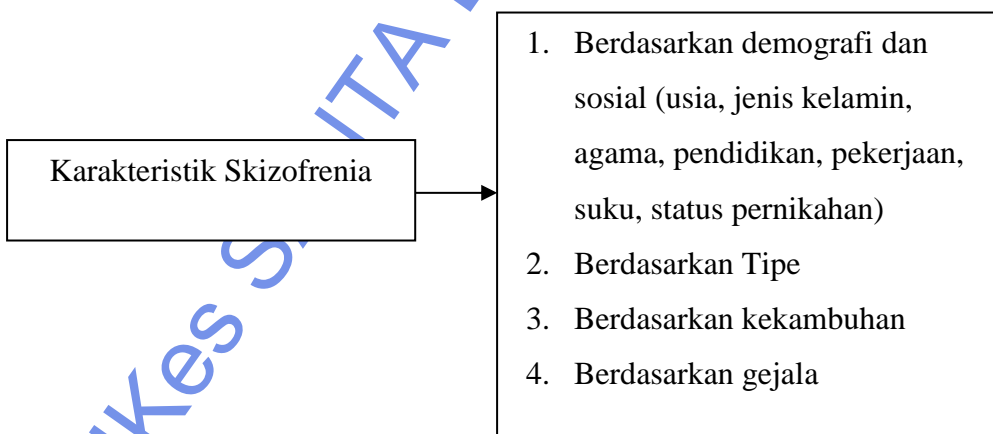 Karakteristik Skizofrenia
1. Berdasarkan demografi dan
sosial (usia, jenis kelamin,
agama, pendidikan, pekerjaan,
suku, status pernikahan)
2. Berdasarkan Tipe
3. Berdasarkan kekambuhan
4. Berdasarkan gejala